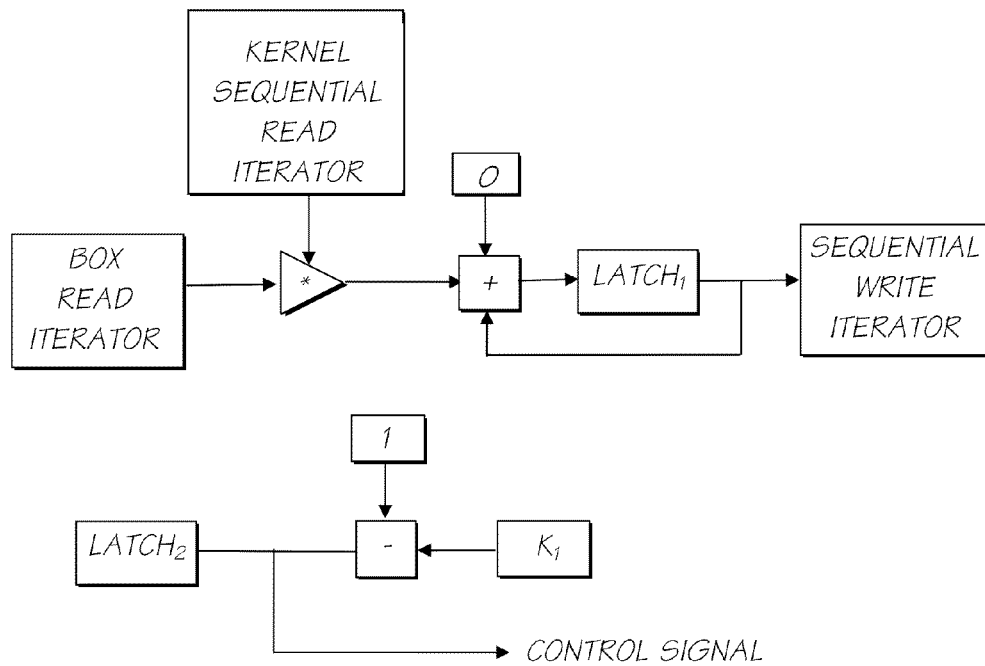 KERNEL
SEQUENTIAL
READ
ITERATOR
0
BOX
READ
ITERATOR
*
+
LATCH₁
SEQUENTIAL
WRITE
ITERATOR
1
LATCH₂
-
K₁
CONTROL SIGNAL